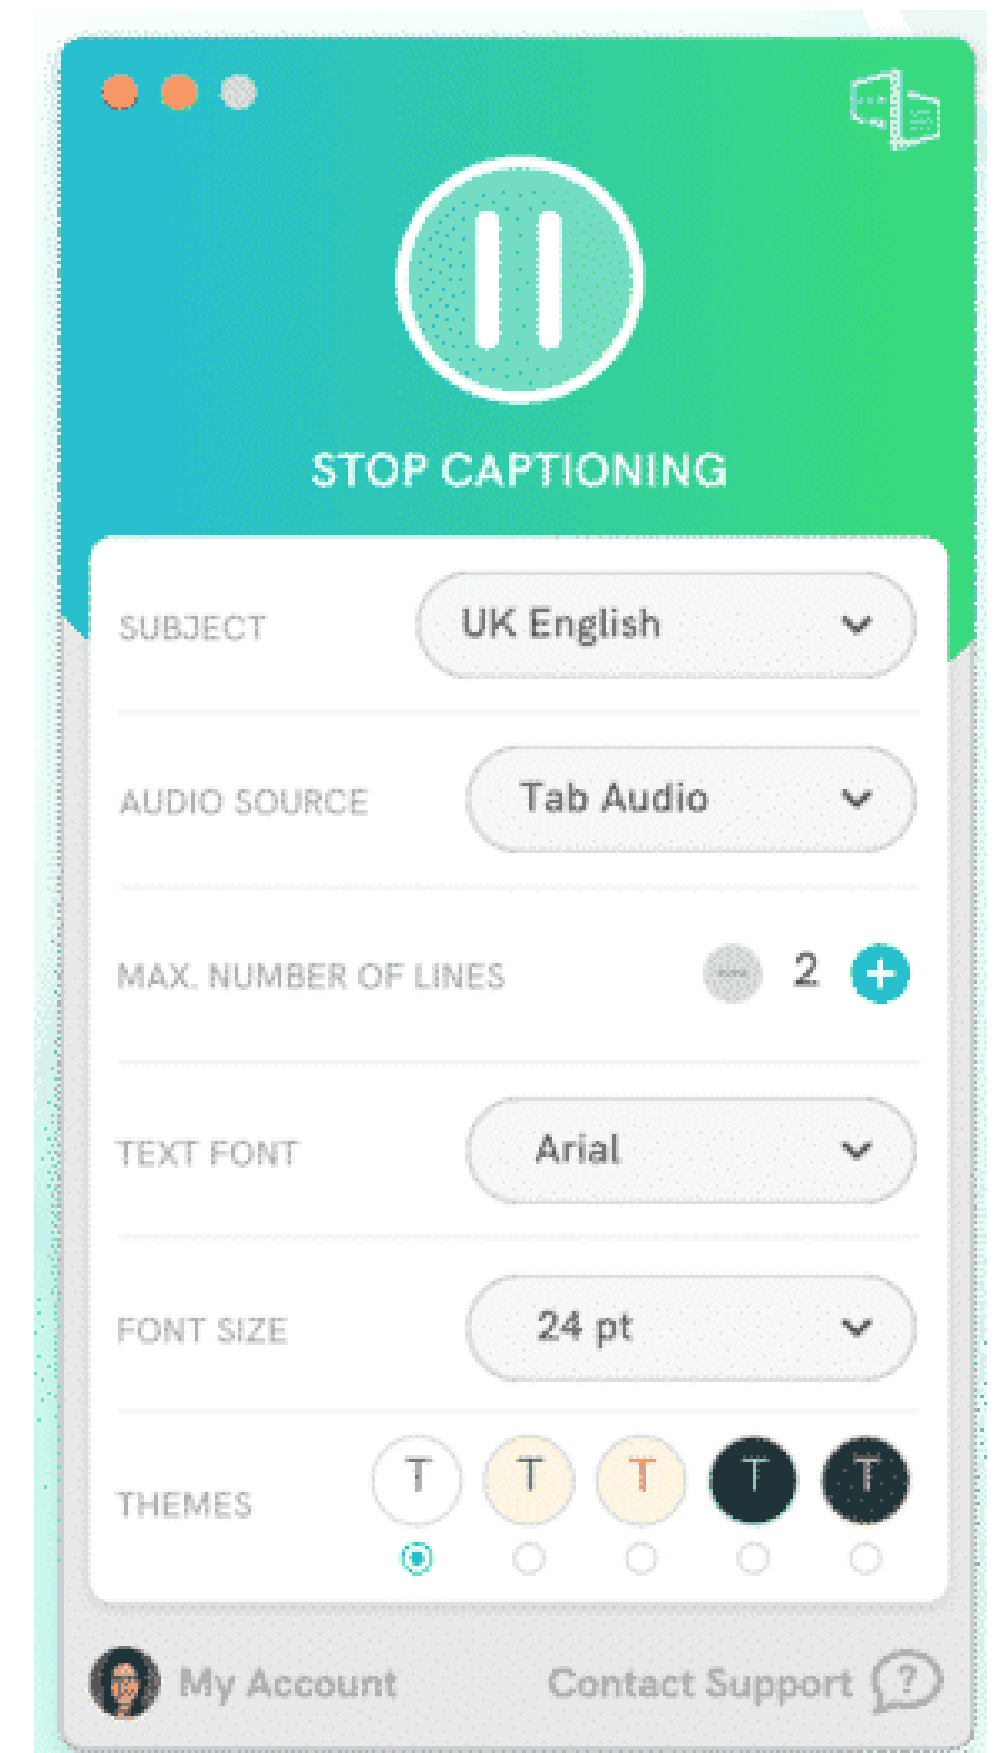 STOP CAPTIONING
SUBJECT UK English
AUDIO SOURCE Tab Audio
MAX. NUMBER OF LINES 2
TEXT FONT Arial
FONT SIZE 24 pt
T T T T T
THEMES
My Account Contact Support ?